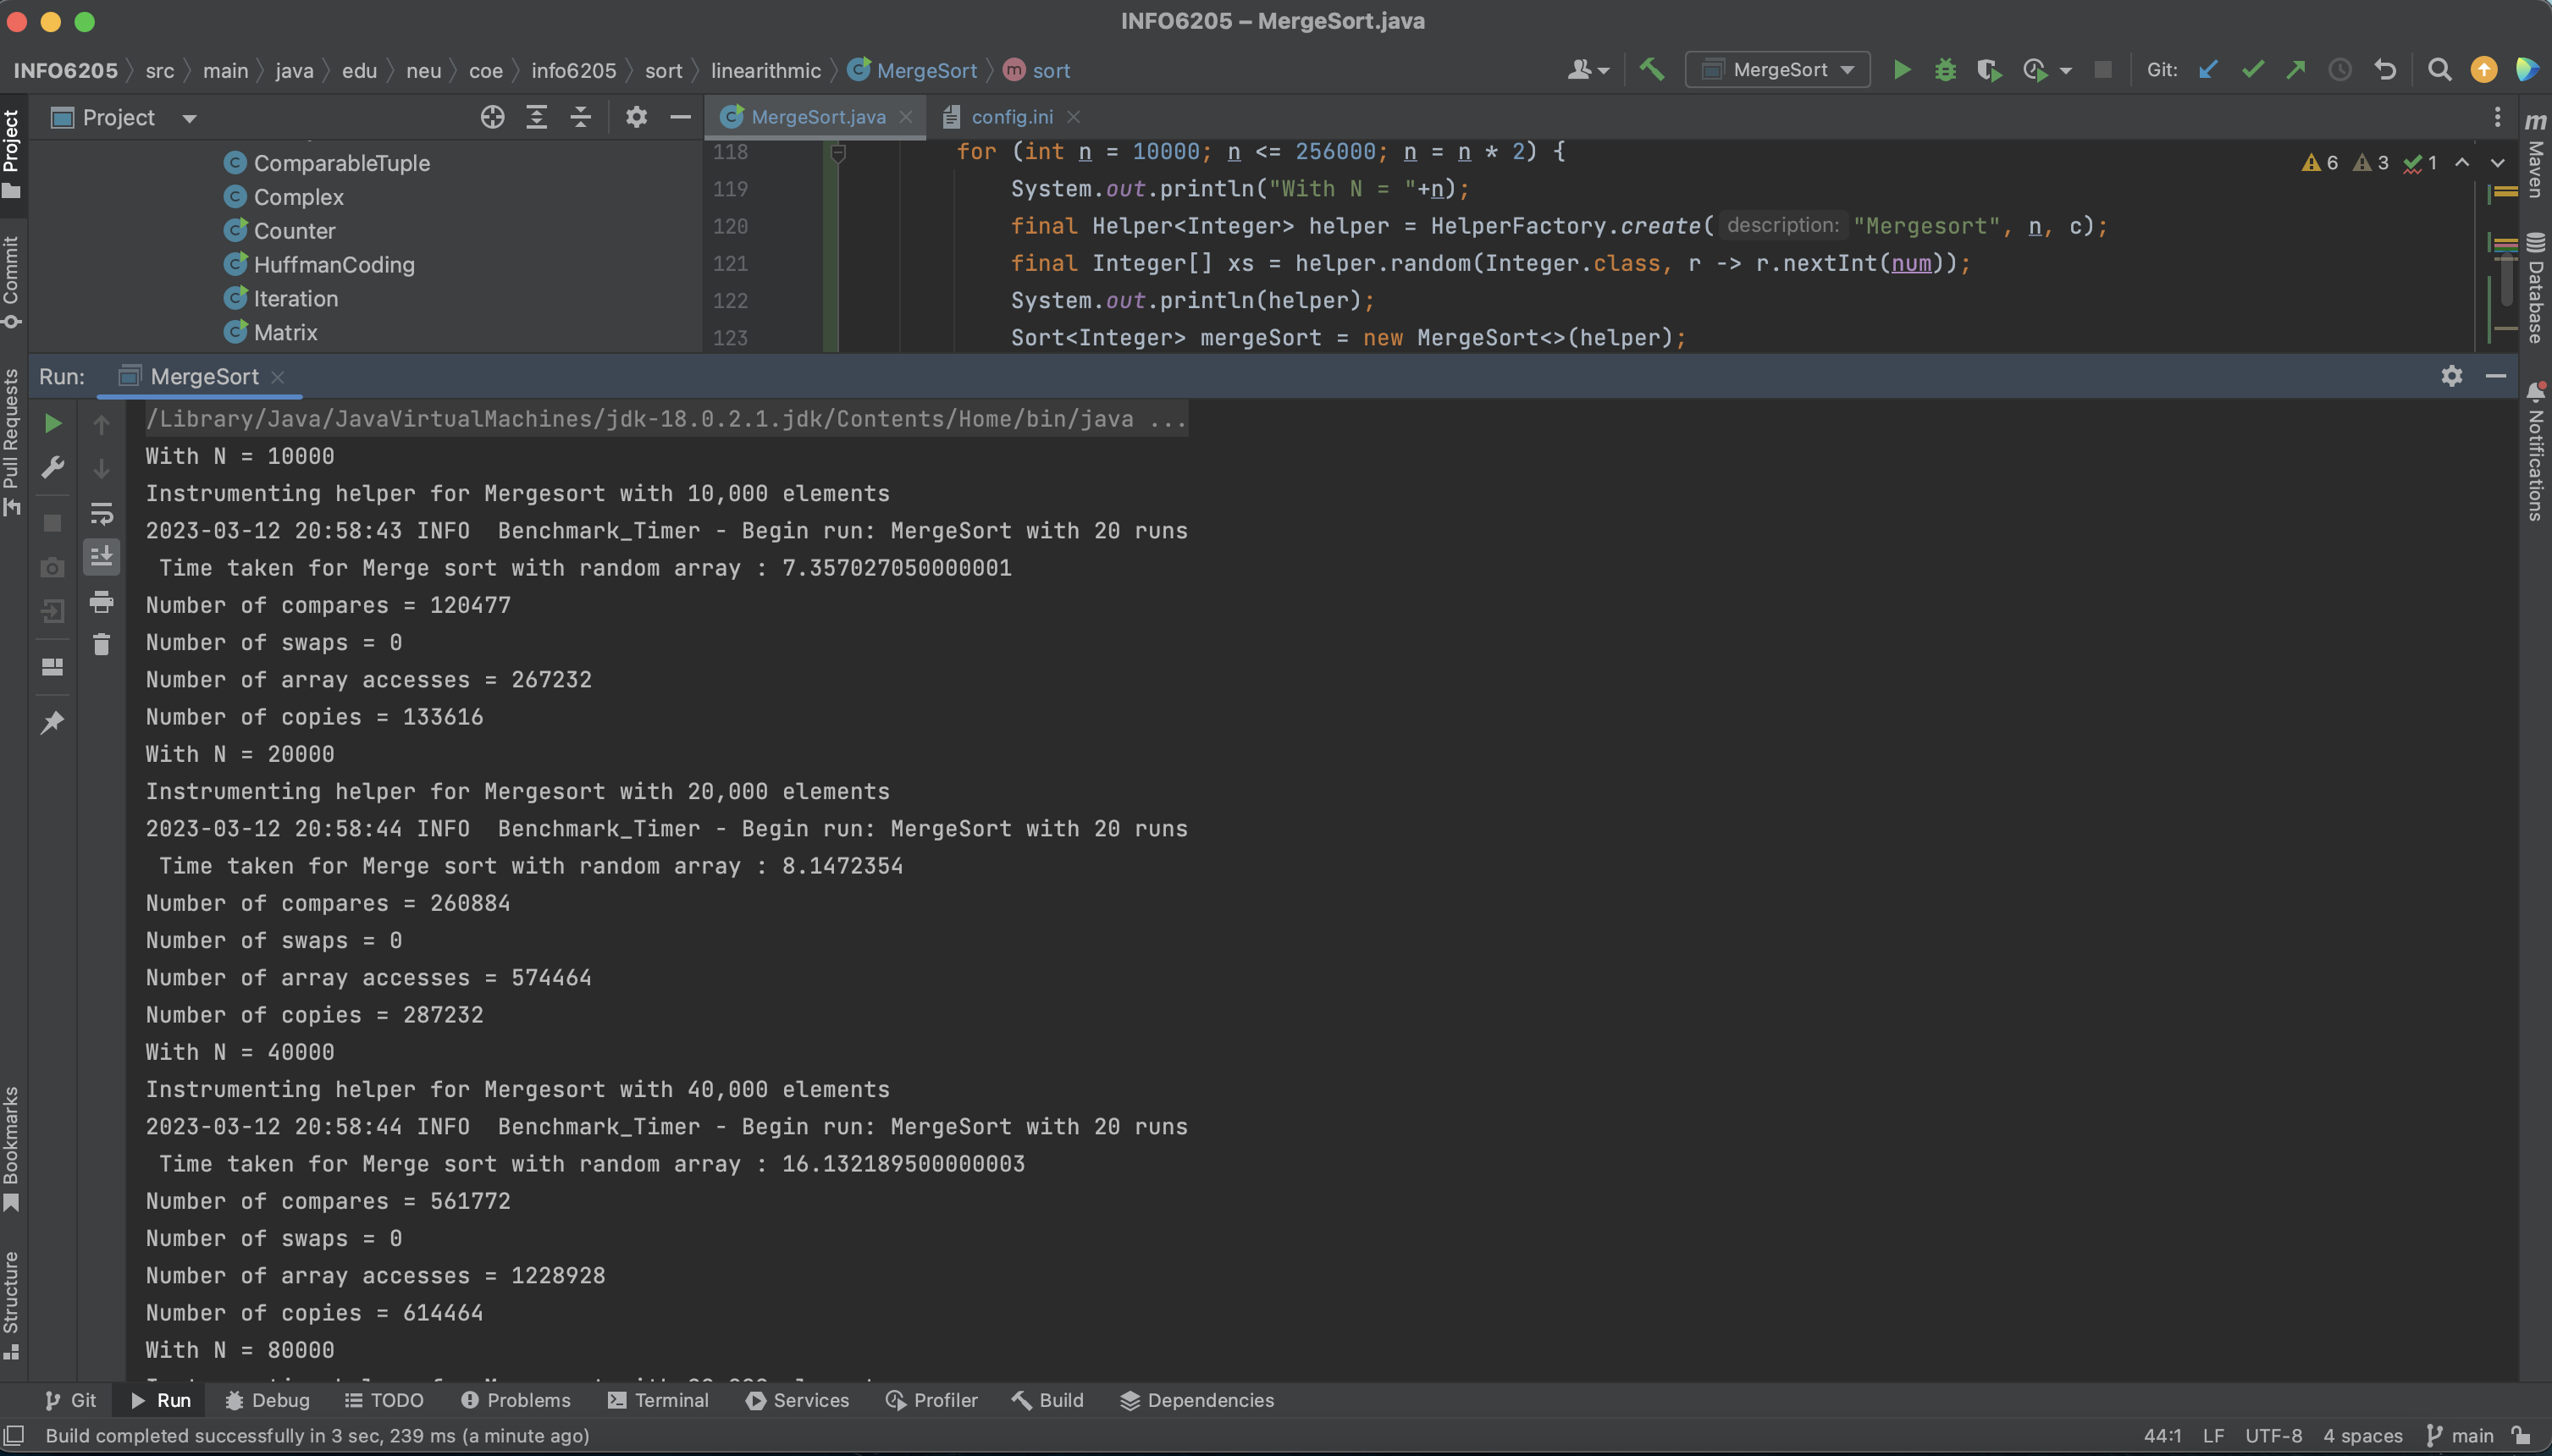 INFO6205 – MergeSort.java
INFO6205 src main java edu neu coe info6205 sort linearithmic MergeSort sort
MergeSort
Git:
Project
MergeSort.java
config.ini
ComparableTuple
Complex
Counter
HuffmanCoding
Iteration
Matrix
118 for (int n = 10000; n <= 256000; n = n * 2) {
119 System.out.println("With N = "+n);
120 final Helper<Integer> helper = HelperFactory.create( description: "Mergesort", n, c);
121 final Integer[] xs = helper.random(Integer.class, r -> r.nextInt(num));
122 System.out.println(helper);
123 Sort<Integer> mergeSort = new MergeSort<>(helper);
6 3 1
Project
Commit
Pull Requests
Bookmarks
Structure
m
Maven
Database
Notifications
Run: MergeSort
/Library/Java/JavaVirtualMachines/jdk-18.0.2.1.jdk/Contents/Home/bin/java ...
With N = 10000
Instrumenting helper for Mergesort with 10,000 elements
2023-03-12 20:58:43 INFO  Benchmark_Timer - Begin run: MergeSort with 20 runs
Time taken for Merge sort with random array : 7.357027050000001
Number of compares = 120477
Number of swaps = 0
Number of array accesses = 267232
Number of copies = 133616
With N = 20000
Instrumenting helper for Mergesort with 20,000 elements
2023-03-12 20:58:44 INFO  Benchmark_Timer - Begin run: MergeSort with 20 runs
Time taken for Merge sort with random array : 8.1472354
Number of compares = 260884
Number of swaps = 0
Number of array accesses = 574464
Number of copies = 287232
With N = 40000
Instrumenting helper for Mergesort with 40,000 elements
2023-03-12 20:58:44 INFO  Benchmark_Timer - Begin run: MergeSort with 20 runs
Time taken for Merge sort with random array : 16.132189500000003
Number of compares = 561772
Number of swaps = 0
Number of array accesses = 1228928
Number of copies = 614464
With N = 80000
Git Run Debug TODO Problems Terminal Services Profiler Build Dependencies
Build completed successfully in 3 sec, 239 ms (a minute ago)
44:1 LF UTF-8 4 spaces main